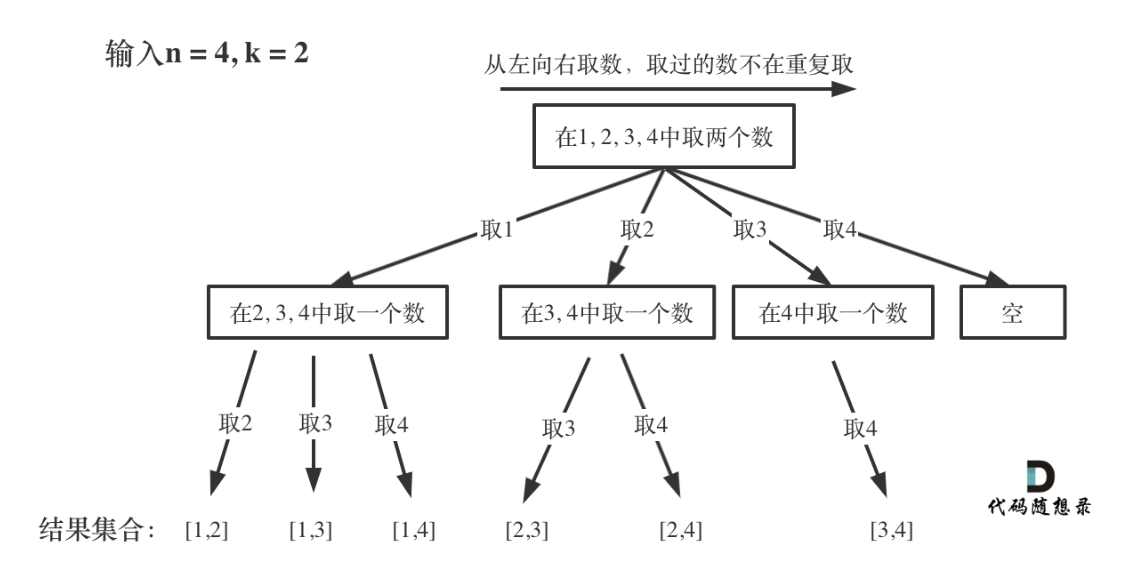 输入n = 4, k = 2
从左向右取数，取过的数不在重复取
在1, 2, 3, 4中取两个数
取1
取2
取3
取4
在2, 3, 4中取一个数
在3, 4中取一个数
在4中取一个数
空
取2
取3
取4
取3
取4
取4
结果集合： [1,2] [1,3] [1,4] [2,3] [2,4] [3,4]
代码随想录